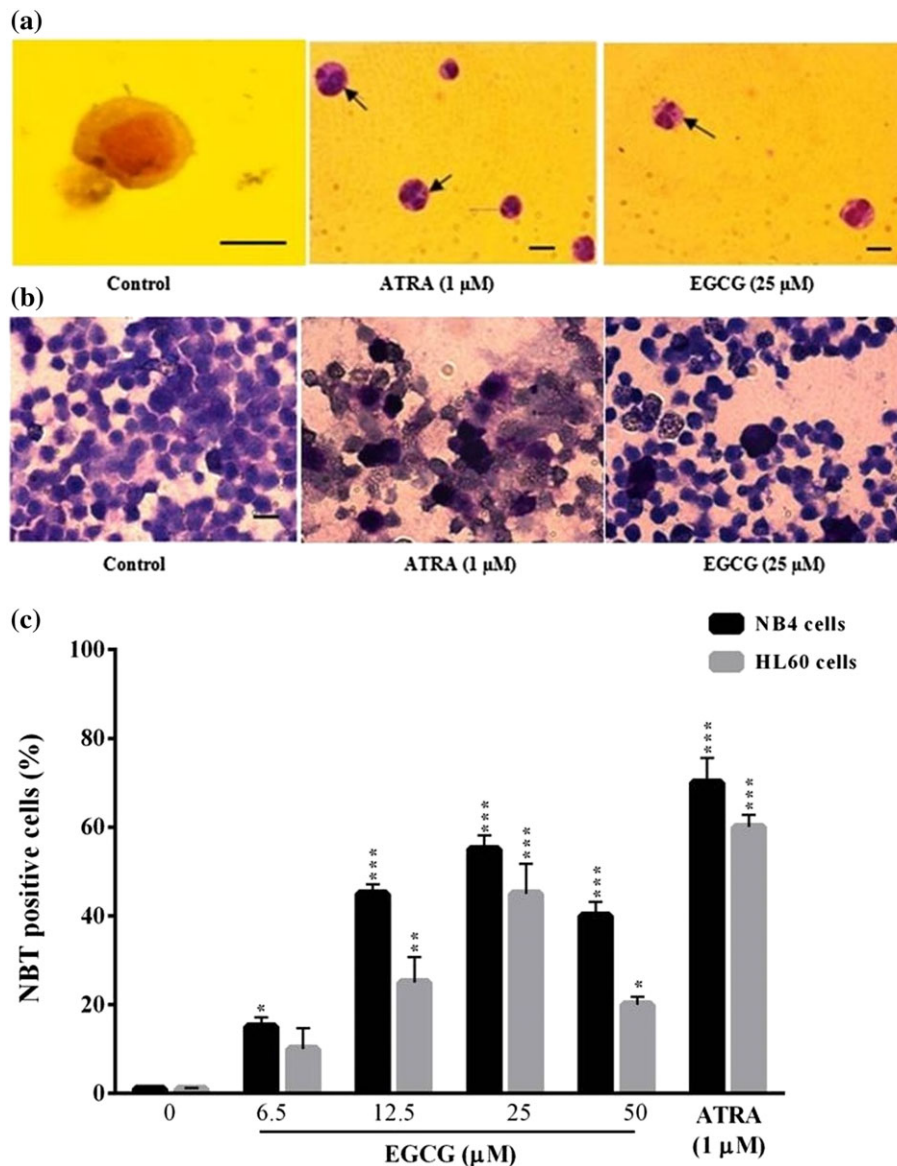 (a)
Control ATRA (1 μM) EGCG (25 μM)
(b)
Control ATRA (1 μM) EGCG (25 μM)
(c)
NB4 cells
HL60 cells
NBT positive cells (%)
100
80
60
40
20
0
* *** ** *** *** *** * *** ***
0 6.5 12.5 25 50 ATRA
(1 μM)
EGCG (μM)